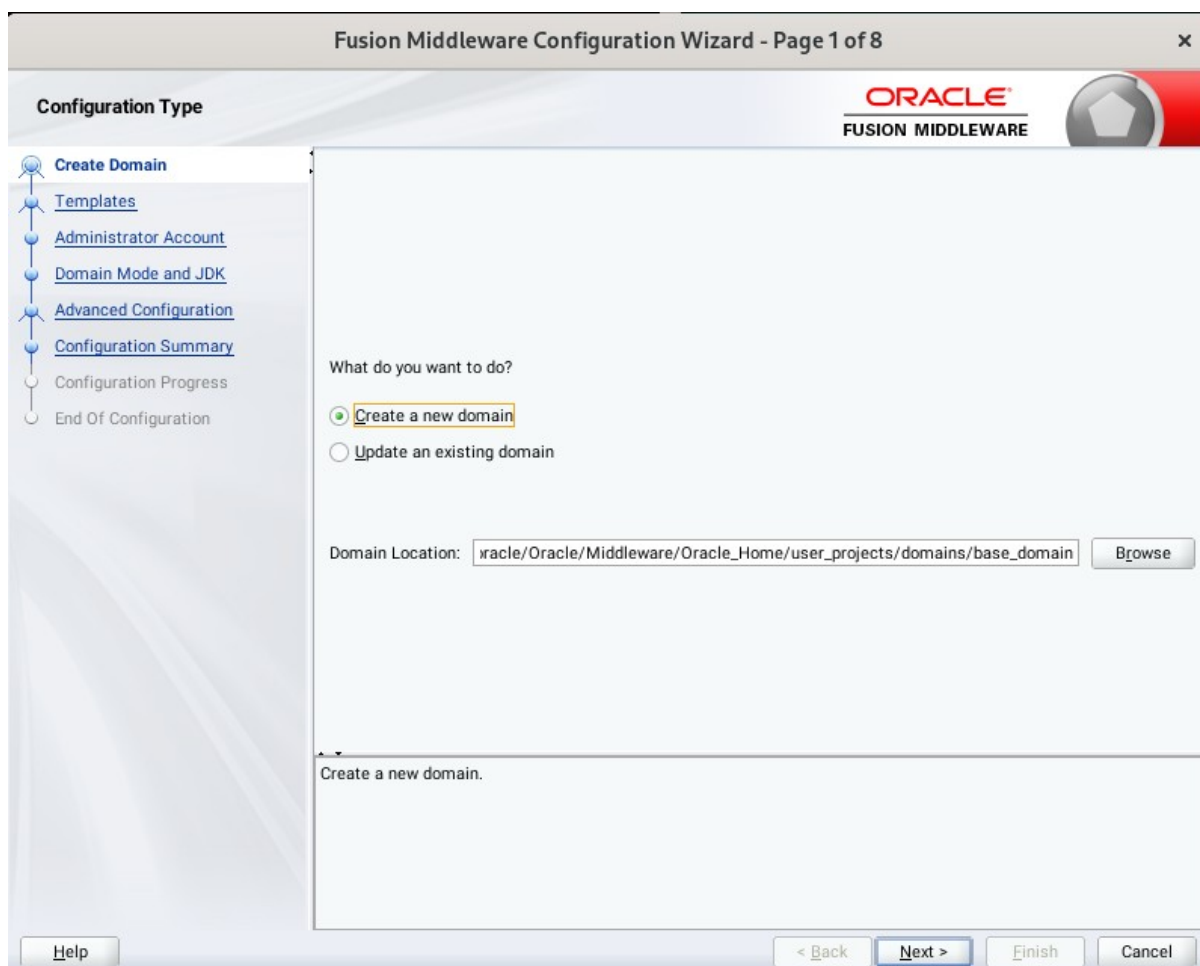 Fusion Middleware Configuration Wizard - Page 1 of 8
Configuration Type
ORACLE
FUSION MIDDLEWARE
Create Domain
Templates
Administrator Account
Domain Mode and JDK
Advanced Configuration
Configuration Summary
Configuration Progress
End Of Configuration
What do you want to do?
Create a new domain
Update an existing domain
Domain Location: racle/Oracle/Middleware/Oracle_Home/user_projects/domains/base_domain Browse
Create a new domain.
Help < Back Next > Finish Cancel